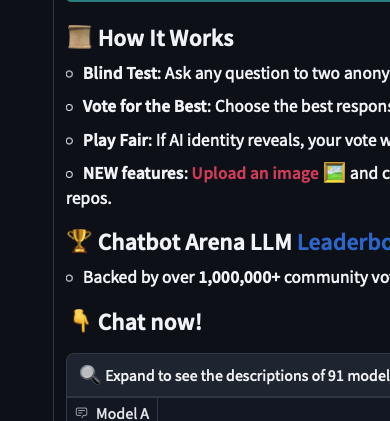 How It Works
Blind Test: Ask any question to two anony
Vote for the Best: Choose the best respons
Play Fair: If AI identity reveals, your vote w
NEW features: Upload an image and c
repos.
Chatbot Arena LLM Leaderbo
Backed by over 1,000,000+ community vo
Chat now!
Expand to see the descriptions of 91 model
Model A